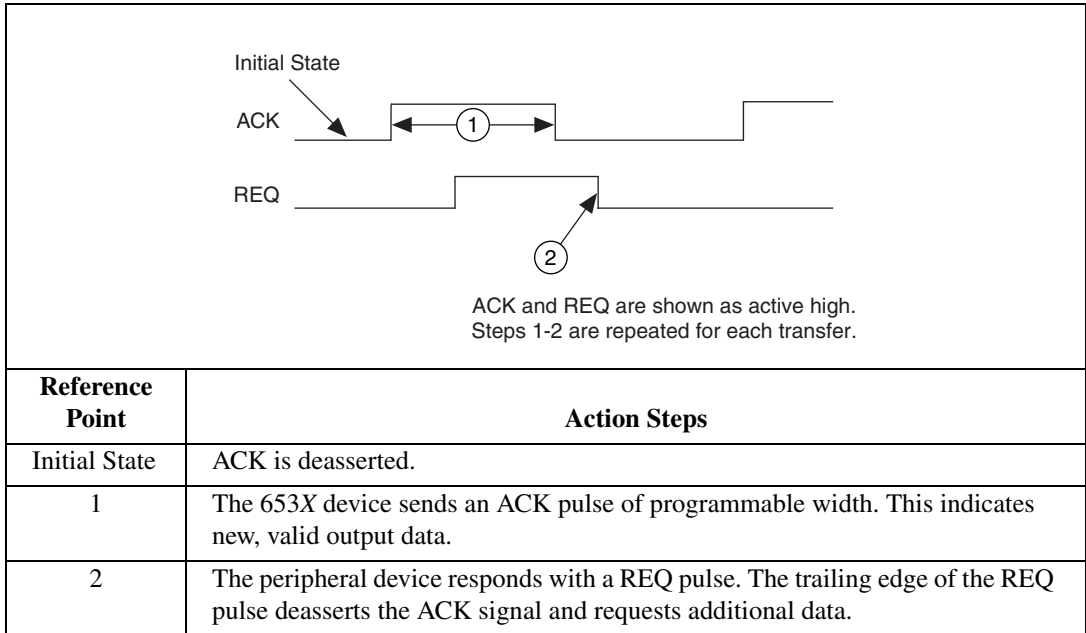 Initial State
ACK
1
REQ
2
ACK and REQ are shown as active high.
Steps 1-2 are repeated for each transfer.
Reference
Point
Action Steps
Initial State
ACK is deasserted.
1
The 653X device sends an ACK pulse of programmable width. This indicates
new, valid output data.
2
The peripheral device responds with a REQ pulse. The trailing edge of the REQ
pulse deasserts the ACK signal and requests additional data.